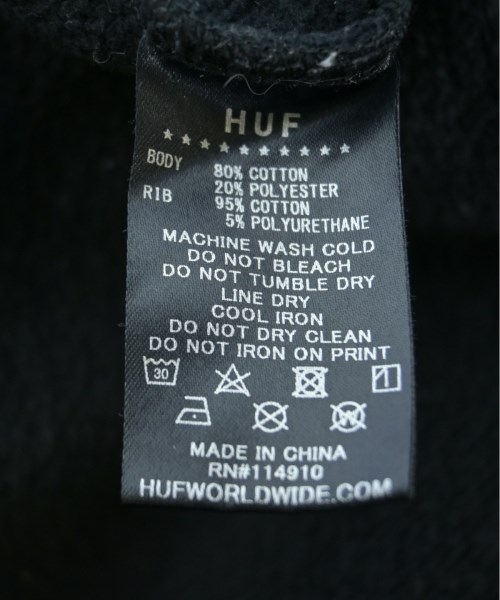 HUF
BODY 80% COTTON
20% POLYESTER
RIB 95% COTTON
5% POLYURETHANE
MACHINE WASH COLD
DO NOT BLEACH
DO NOT TUMBLE DRY
LINE DRY
COOL IRON
DO NOT DRY CLEAN
DO NOT IRON ON PRINT
30
W
MADE IN CHINA
RN#114910
HUFWORLDWIDE.COM